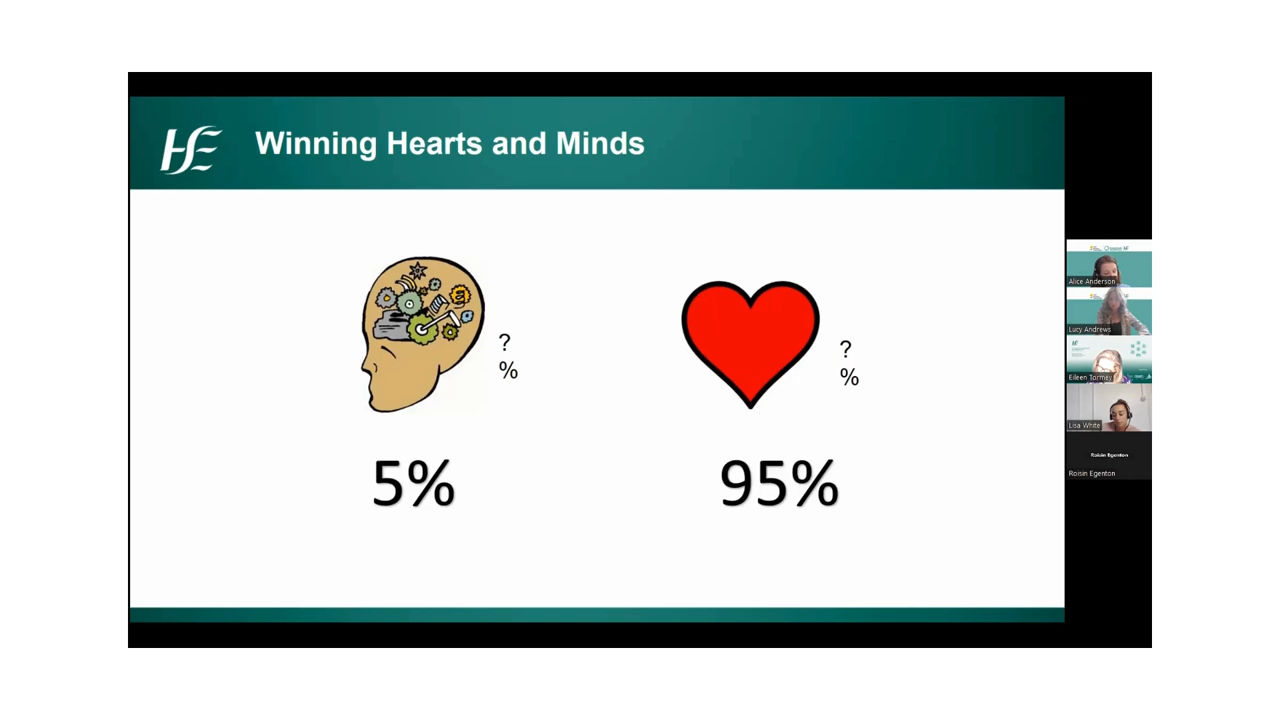 HSE
Winning Hearts and Minds
?
%
?
%
5%
95%
Alice Anderson
Lucy Andrews
Eileen Tormey
Lisa White
Roisin Egenton
Roisin Egenton